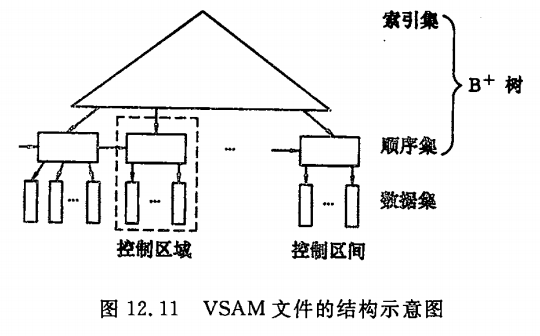 索引集
B+ 树
顺序集
...
数据集
... ... ...
控制区域 控制区间
图 12.11 VSAM 文件的结构示意图